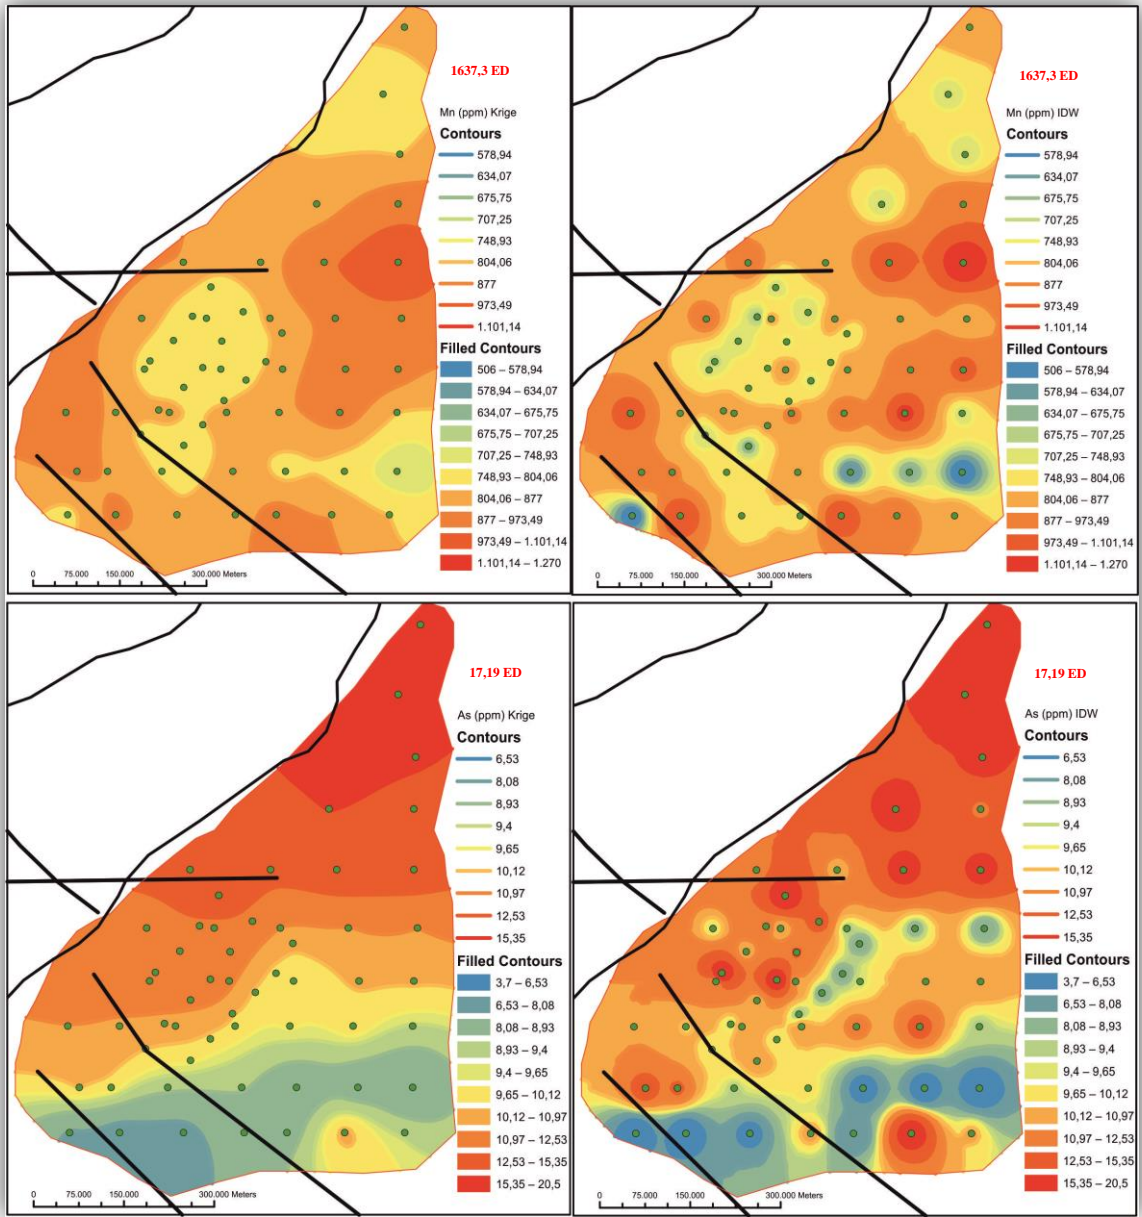 1637,3 ED
Mn (ppm) Krige
Contours
578,94
634,07
675,75
707,25
748,93
804,06
877
973,49
1.101,14
Filled Contours
506 – 578,94
578,94 – 634,07
634,07 – 675,75
675,75 – 707,25
707,25 – 748,93
748,93 – 804,06
804,06 – 877
877 – 973,49
973,49 – 1.101,14
1.101,14 – 1.270
0 75.000 150.000 300.000 Meters
1637,3 ED
Mn (ppm) IDW
Contours
578,94
634,07
675,75
707,25
748,93
804,06
877
973,49
1.101,14
Filled Contours
506 – 578,94
578,94 – 634,07
634,07 – 675,75
675,75 – 707,25
707,25 – 748,93
748,93 – 804,06
804,06 – 877
877 – 973,49
973,49 – 1.101,14
1.101,14 – 1.270
0 75.000 150.000 300.000 Meters
17,19 ED
As (ppm) Krige
Contours
6,53
8,08
8,93
9,4
9,65
10,12
10,97
12,53
15,35
Filled Contours
3,7 – 6,53
6,53 – 8,08
8,08 – 8,93
8,93 – 9,4
9,4 – 9,65
9,65 – 10,12
10,12 – 10,97
10,97 – 12,53
12,53 – 15,35
15,35 – 20,5
0 75.000 150.000 300.000 Meters
17,19 ED
As (ppm) IDW
Contours
6,53
8,08
8,93
9,4
9,65
10,12
10,97
12,53
15,35
Filled Contours
3,7 – 6,53
6,53 – 8,08
8,08 – 8,93
8,93 – 9,4
9,4 – 9,65
9,65 – 10,12
10,12 – 10,97
10,97 – 12,53
12,53 – 15,35
15,35 – 20,5
0 75.000 150.000 300.000 Meters